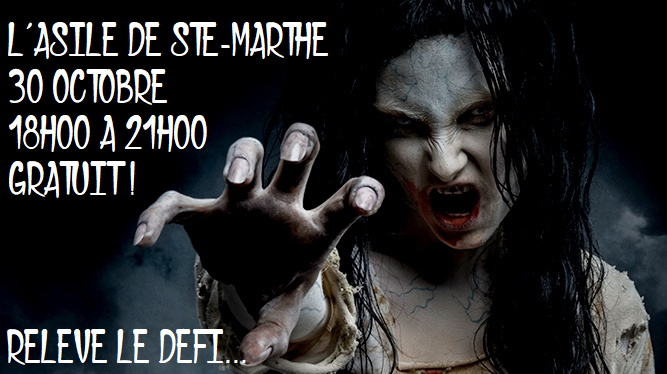 L'ASILE DE STE-MARTHE
30 OCTOBRE
18H00 A 21H00
GRATUIT!
RELEVE LE DEFI...